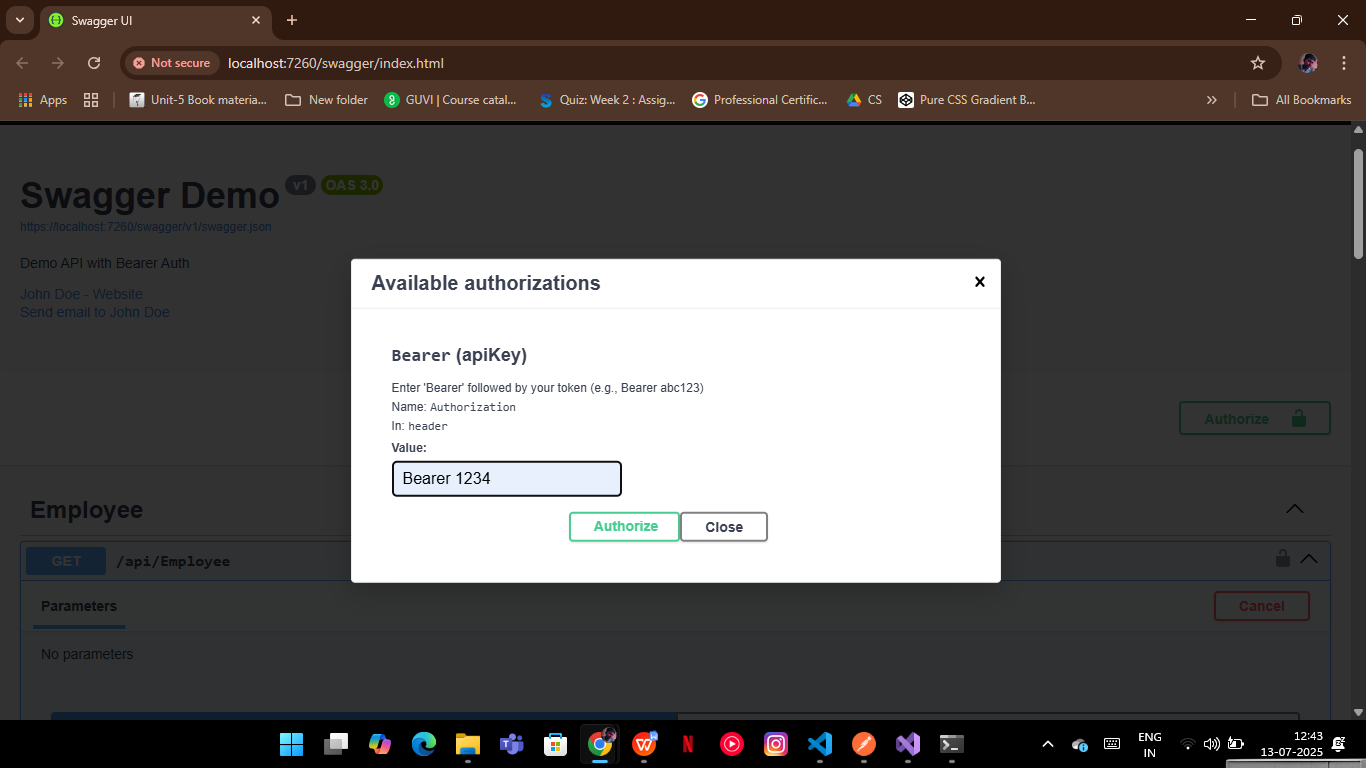 Swagger UI
Not secure
localhost:7260/swagger/index.html
Apps
Unit-5 Book materia...
New folder
GUVI | Course catal...
Quiz: Week 2 : Assig...
Professional Certific...
CS
Pure CSS Gradient B...
All Bookmarks
Swagger Demo v1 OAS 3.0
https://localhost:7260/swagger/v1/swagger.json
Demo API with Bearer Auth
John Doe - Website
Send email to John Doe
Available authorizations
Bearer (apiKey)
Enter 'Bearer' followed by your token (e.g., Bearer abc123)
Name: Authorization
In: header
Value:
Bearer 1234
Authorize
Close
Authorize
Employee
GET /api/Employee
Parameters
Cancel
No parameters
ENG
IN
12:43
13-07-2025